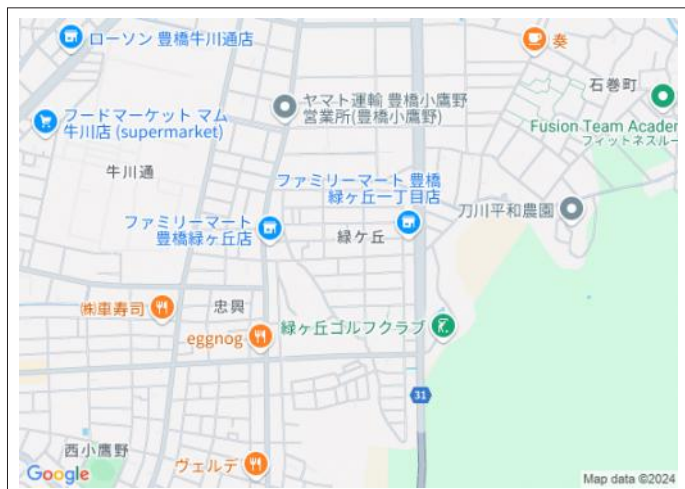 ローソン 豊橋牛川通店
奏
石巻町
フードマーケット マム
牛川店 (supermarket)
ヤマト運輸 豊橋小鷹野
営業所(豊橋小鷹野)
Fusion Team Acade
フィットネスルー
牛川通
ファミリーマート 豊橋
緑ヶ丘一丁目店
刀川平和農園
ファミリーマート
豊橋緑ヶ丘店
緑ケ丘
㈱車寿司
忠興
eggnog
緑ヶ丘ゴルフクラブ
31
西小鷹野
ヴェルデ
Google
Map data ©2024